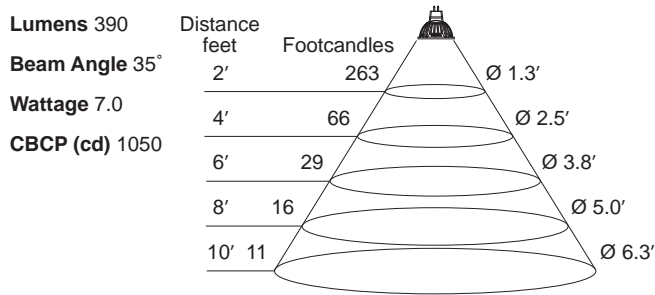 Lumens 390
Beam Angle 35˚
Wattage 7.0
CBCP (cd) 1050
Distance
feet Footcandles
2′ 263 Ø 1.3′
4′ 66 Ø 2.5′
6′ 29 Ø 3.8′
8′ 16 Ø 5.0′
10′ 11 Ø 6.3′